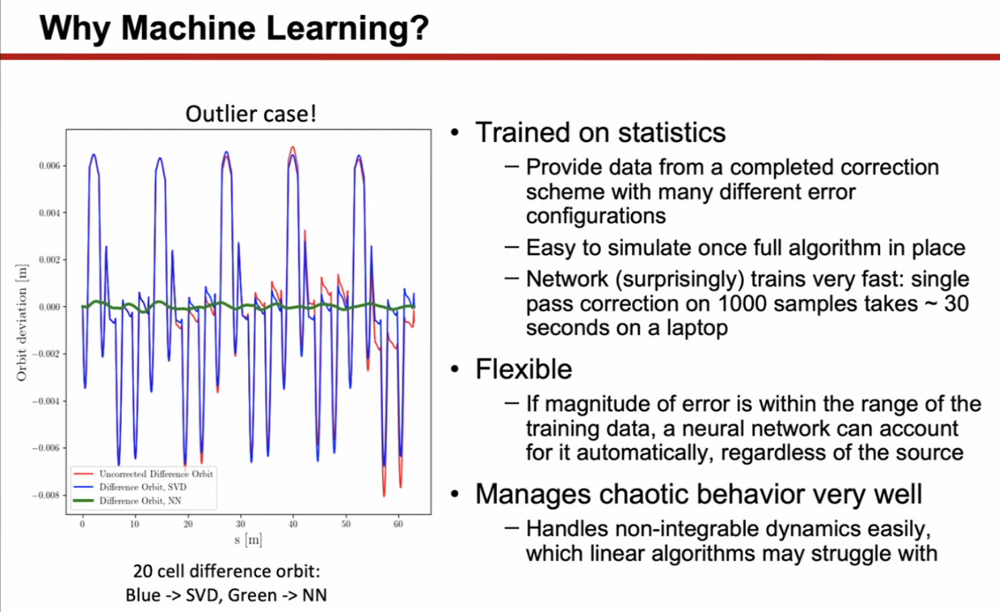 Why Machine Learning?
Outlier case!
0.006
0.004
0.002
0.000
−0.002
−0.004
−0.006
−0.008
Orbit deviation [m]
Uncorrected Difference Orbit
Difference Orbit, SVD
Difference Orbit, NN
0 10 20 30 40 50 60
s [m]
20 cell difference orbit:
Blue -> SVD, Green -> NN
• Trained on statistics
– Provide data from a completed correction
scheme with many different error
configurations
– Easy to simulate once full algorithm in place
– Network (surprisingly) trains very fast: single
pass correction on 1000 samples takes ~ 30
seconds on a laptop
• Flexible
– If magnitude of error is within the range of the
training data, a neural network can account
for it automatically, regardless of the source
• Manages chaotic behavior very well
– Handles non-integrable dynamics easily,
which linear algorithms may struggle with